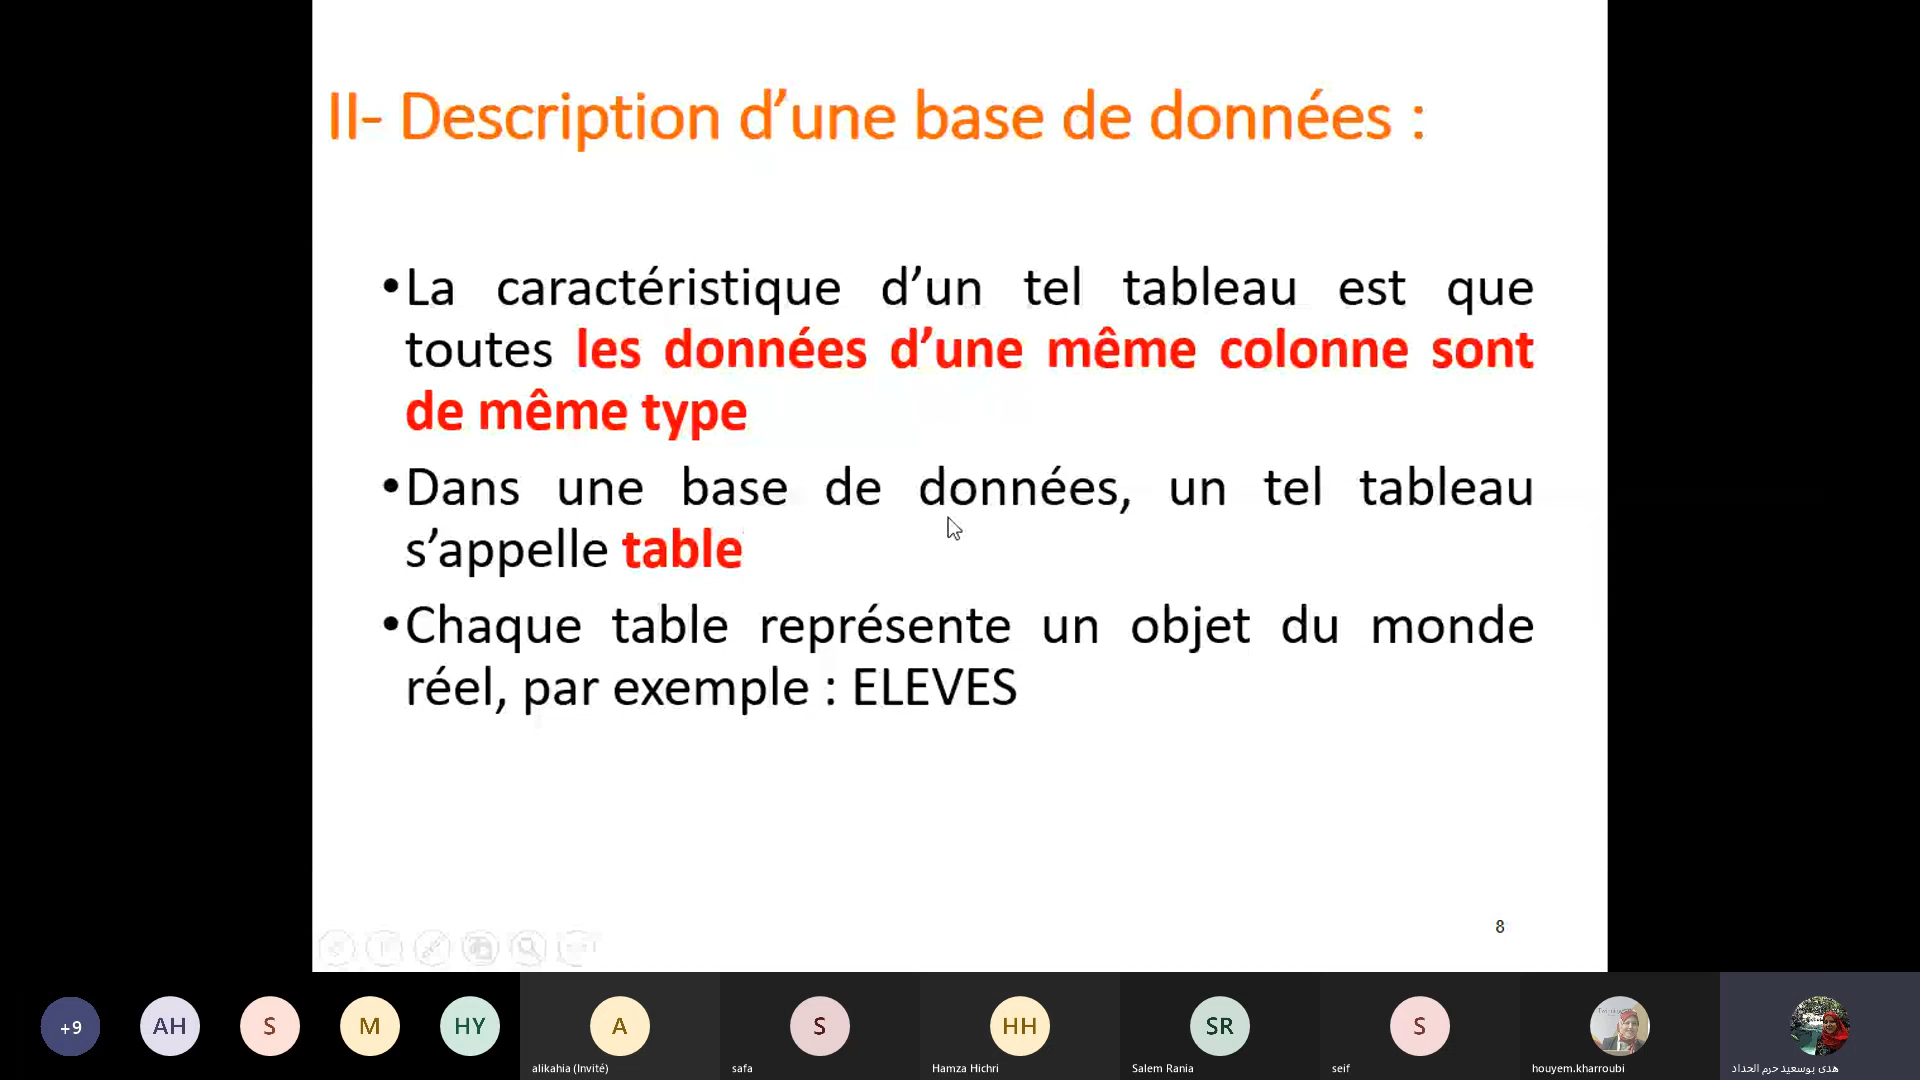 II- Description d’une base de données :
•La caractéristique d’un tel tableau est que
toutes les données d’une même colonne sont
de même type
•Dans une base de données, un tel tableau
s’appelle table
•Chaque table représente un objet du monde
réel, par exemple : ELEVES
8
+9
AH
S
M
HY
A
S
HH
SR
S
alikahia (Invité)
safa
Hamza Hichri
Salem Rania
seif
houyem.kharroubi
هدى بوسعيد حرم الحداد